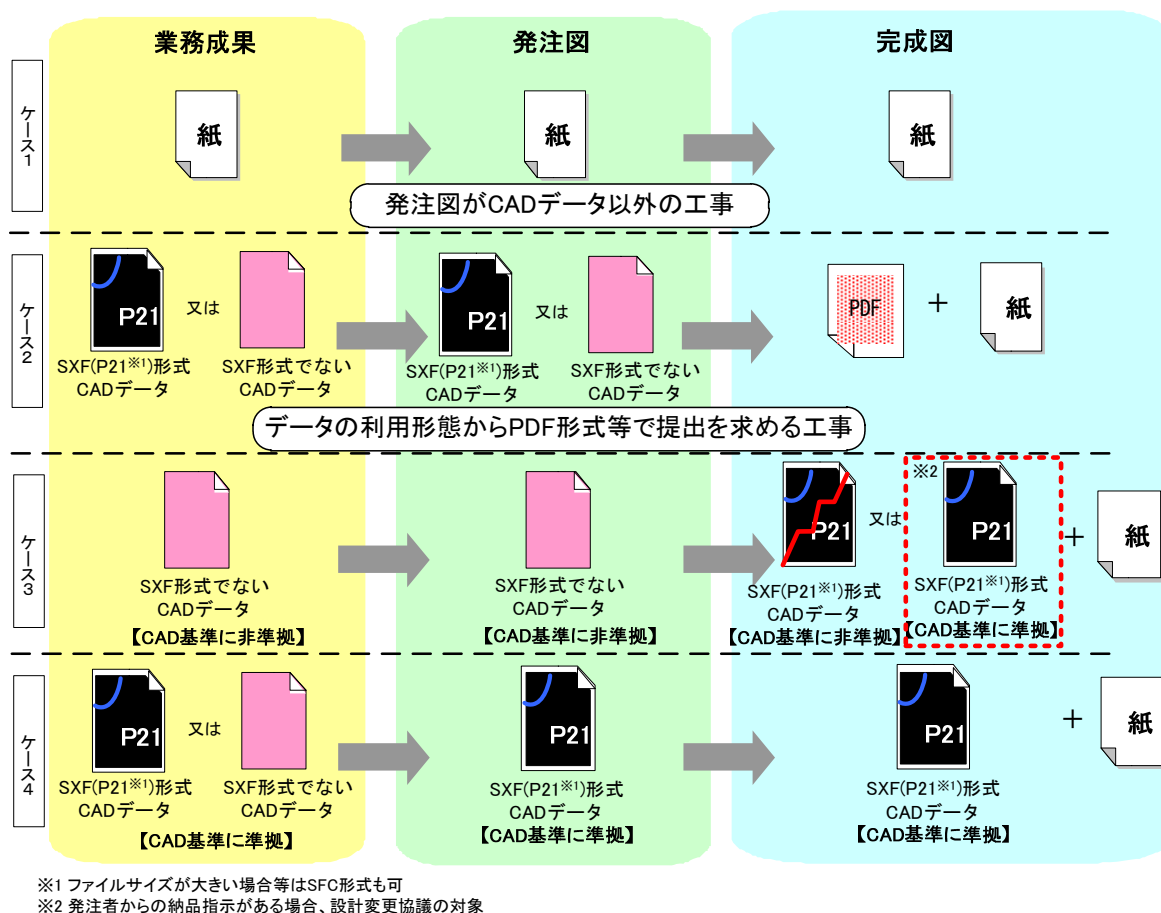 業務成果
発注図
完成図
ケース1
紙
紙
紙
発注図がCADデータ以外の工事
ケース2
P21
又は
SXF(P21※1)形式
CADデータ
SXF形式でない
CADデータ
P21
又は
SXF(P21※1)形式
CADデータ
SXF形式でない
CADデータ
PDF
+
紙
データの利用形態からPDF形式等で提出を求める工事
ケース3
SXF形式でない
CADデータ
【CAD基準に非準拠】
SXF形式でない
CADデータ
【CAD基準に非準拠】
P21
又は
SXF(P21※1)形式
CADデータ
【CAD基準に非準拠】
※2
P21
SXF(P21※1)形式
CADデータ
【CAD基準に準拠】
+
紙
ケース4
P21
又は
SXF(P21※1)形式
CADデータ
SXF形式でない
CADデータ
【CAD基準に準拠】
P21
SXF(P21※1)形式
CADデータ
【CAD基準に準拠】
P21
SXF(P21※1)形式
CADデータ
【CAD基準に準拠】
+
紙
※1 ファイルサイズが大きい場合等はSFC形式も可
※2 発注者からの納品指示がある場合、設計変更協議の対象